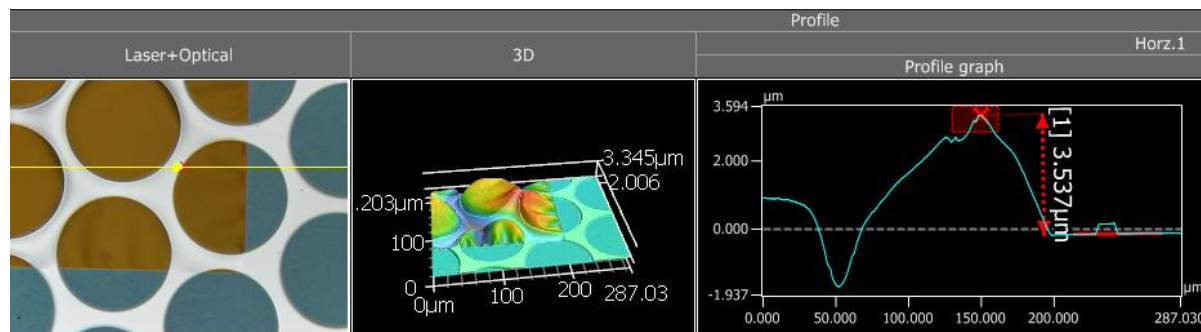 Profile
Laser+Optical
3D
Horz.1
Profile graph
3.345µm
2.006
.203µm
100
0
0µm
100
200
287.03
µm
3.594
2.000
0.000
-1.937
[1] 3.537µm
µm
0.000
50.000
100.000
150.000
200.000
287.030